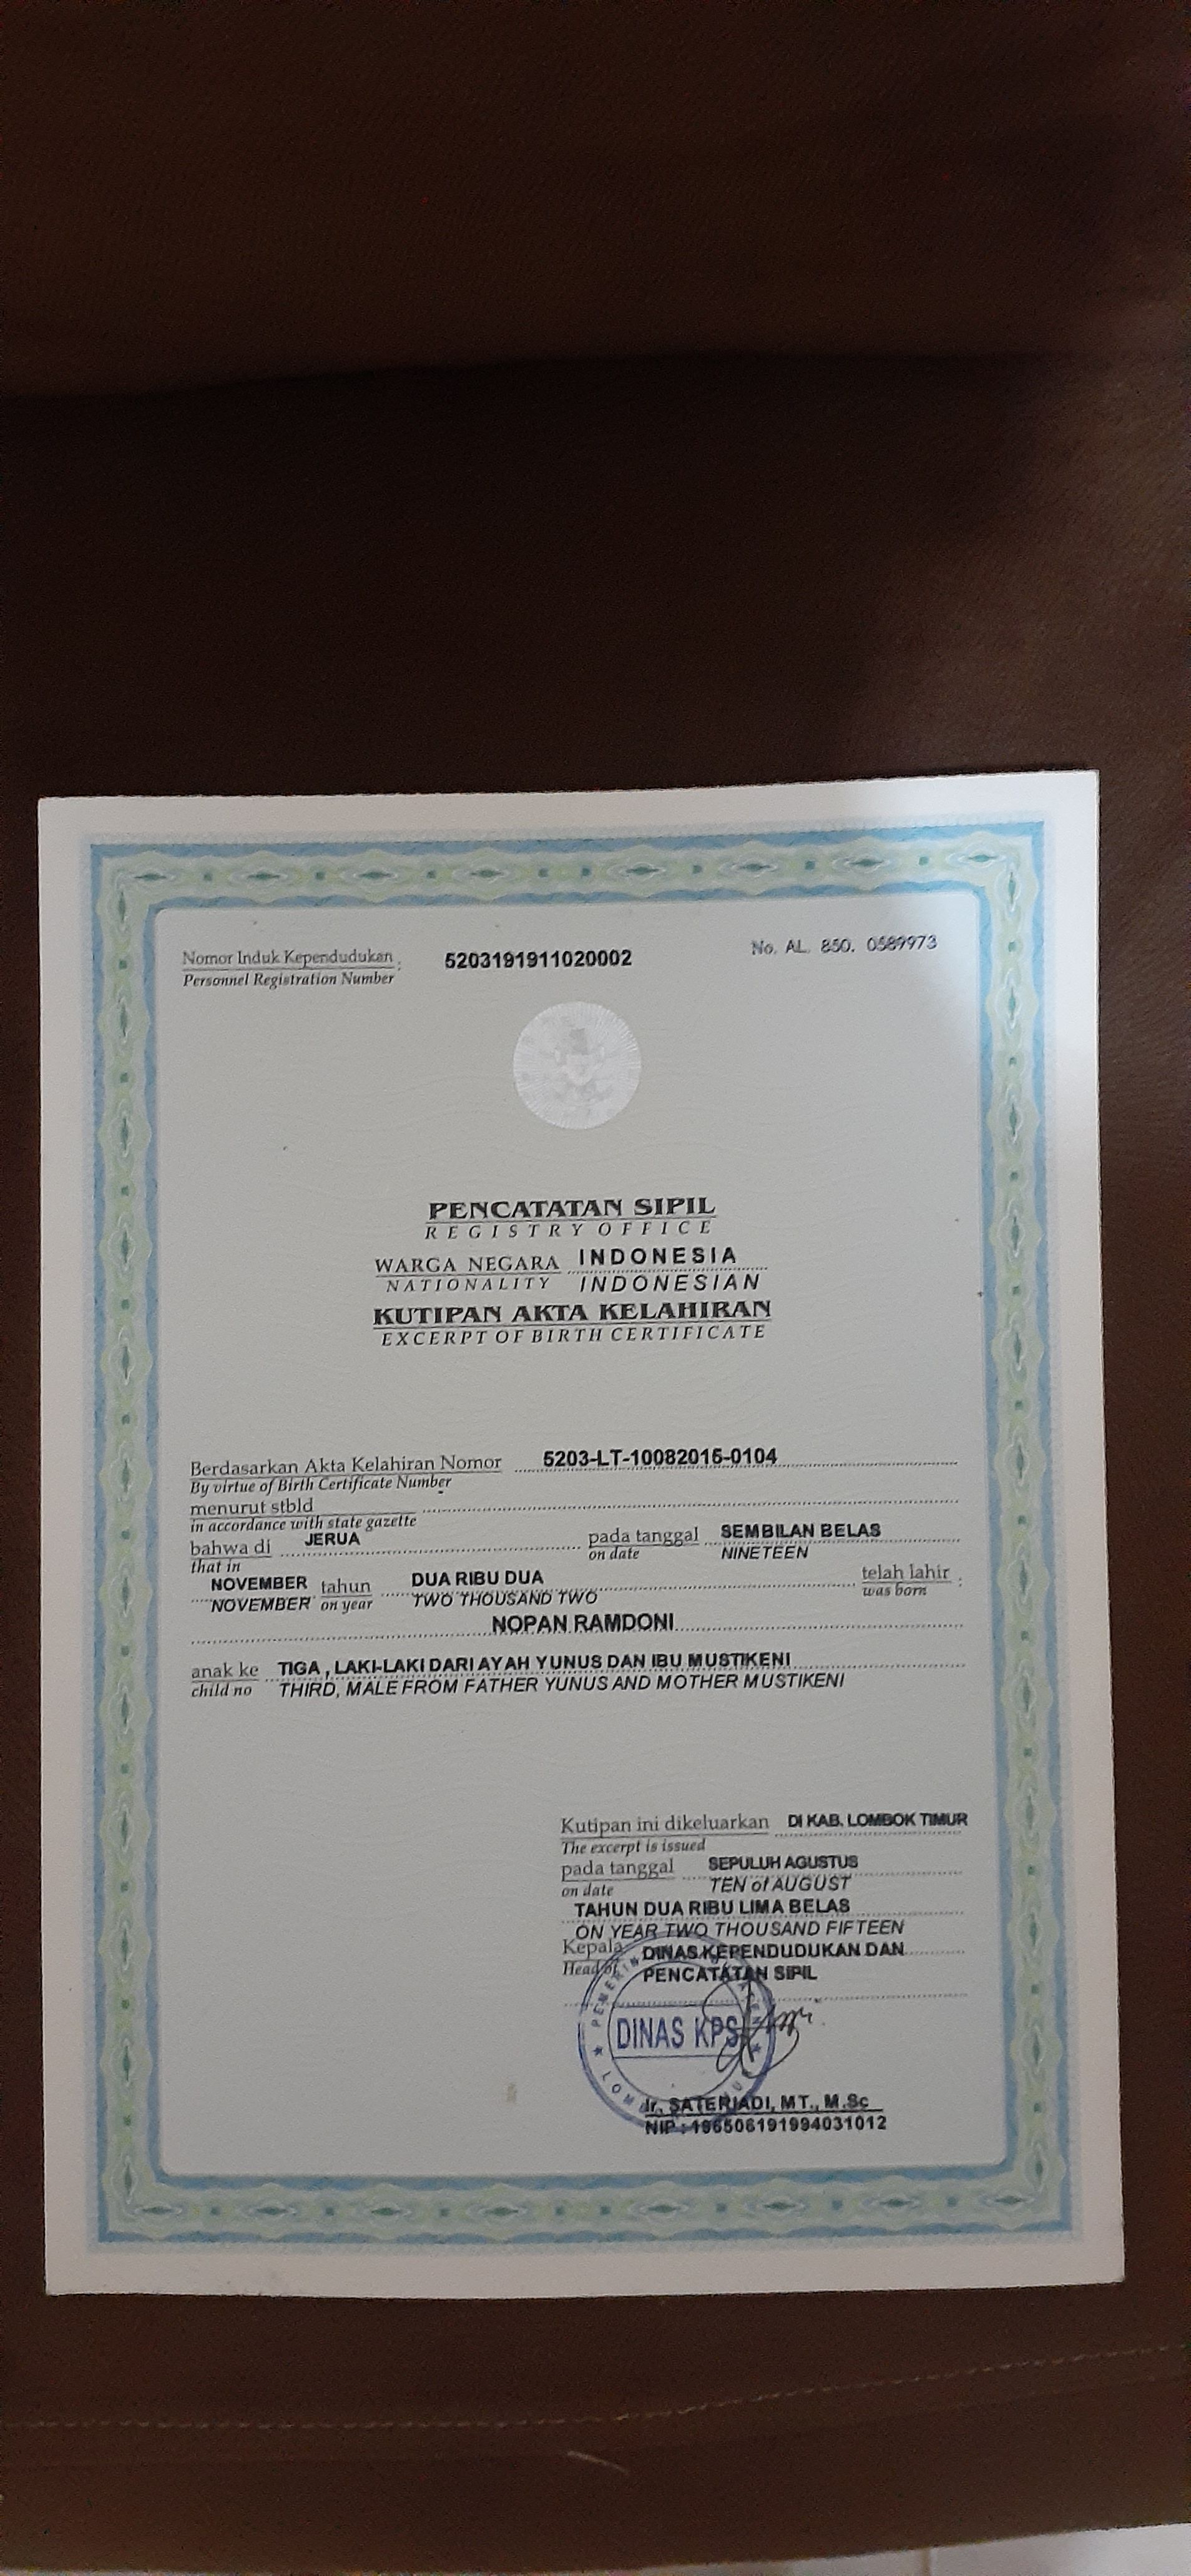 Nomor Induk Kependudukan : 5203191911020002 No. AL. 850. 0589973
Personnel Registration Number
PENCATATAN SIPIL
REGISTRY OFFICE
WARGA NEGARA INDONESIA
NATIONALITY INDONESIAN
KUTIPAN AKTA KELAHIRAN
EXCERPT OF BIRTH CERTIFICATE
Berdasarkan Akta Kelahiran Nomor 5203-LT-10082015-0104
By virtue of Birth Certificate Number
menurut stbld
in accordance with state gazette
bahwa di JERUA pada tanggal SEMBILAN BELAS
that in on date NINETEEN
NOVEMBER tahun DUA RIBU DUA telah lahir :
NOVEMBER on year TWO THOUSAND TWO was born
NOPAN RAMDONI
anak ke TIGA , LAKI-LAKI DARI AYAH YUNUS DAN IBU MUSTIKENI
child no THIRD, MALE FROM FATHER YUNUS AND MOTHER MUSTIKENI
Kutipan ini dikeluarkan DI KAB. LOMBOK TIMUR
The excerpt is issued
pada tanggal SEPULUH AGUSTUS
on date TEN of AUGUST
TAHUN DUA RIBU LIMA BELAS
ON YEAR TWO THOUSAND FIFTEEN
Kepala DINAS KEPENDUDUKAN DAN
Head of PENCATATAN SIPIL
DINAS KPS
Ir. SATERIADI, MT., M.Sc
NIP : 196506191994031012